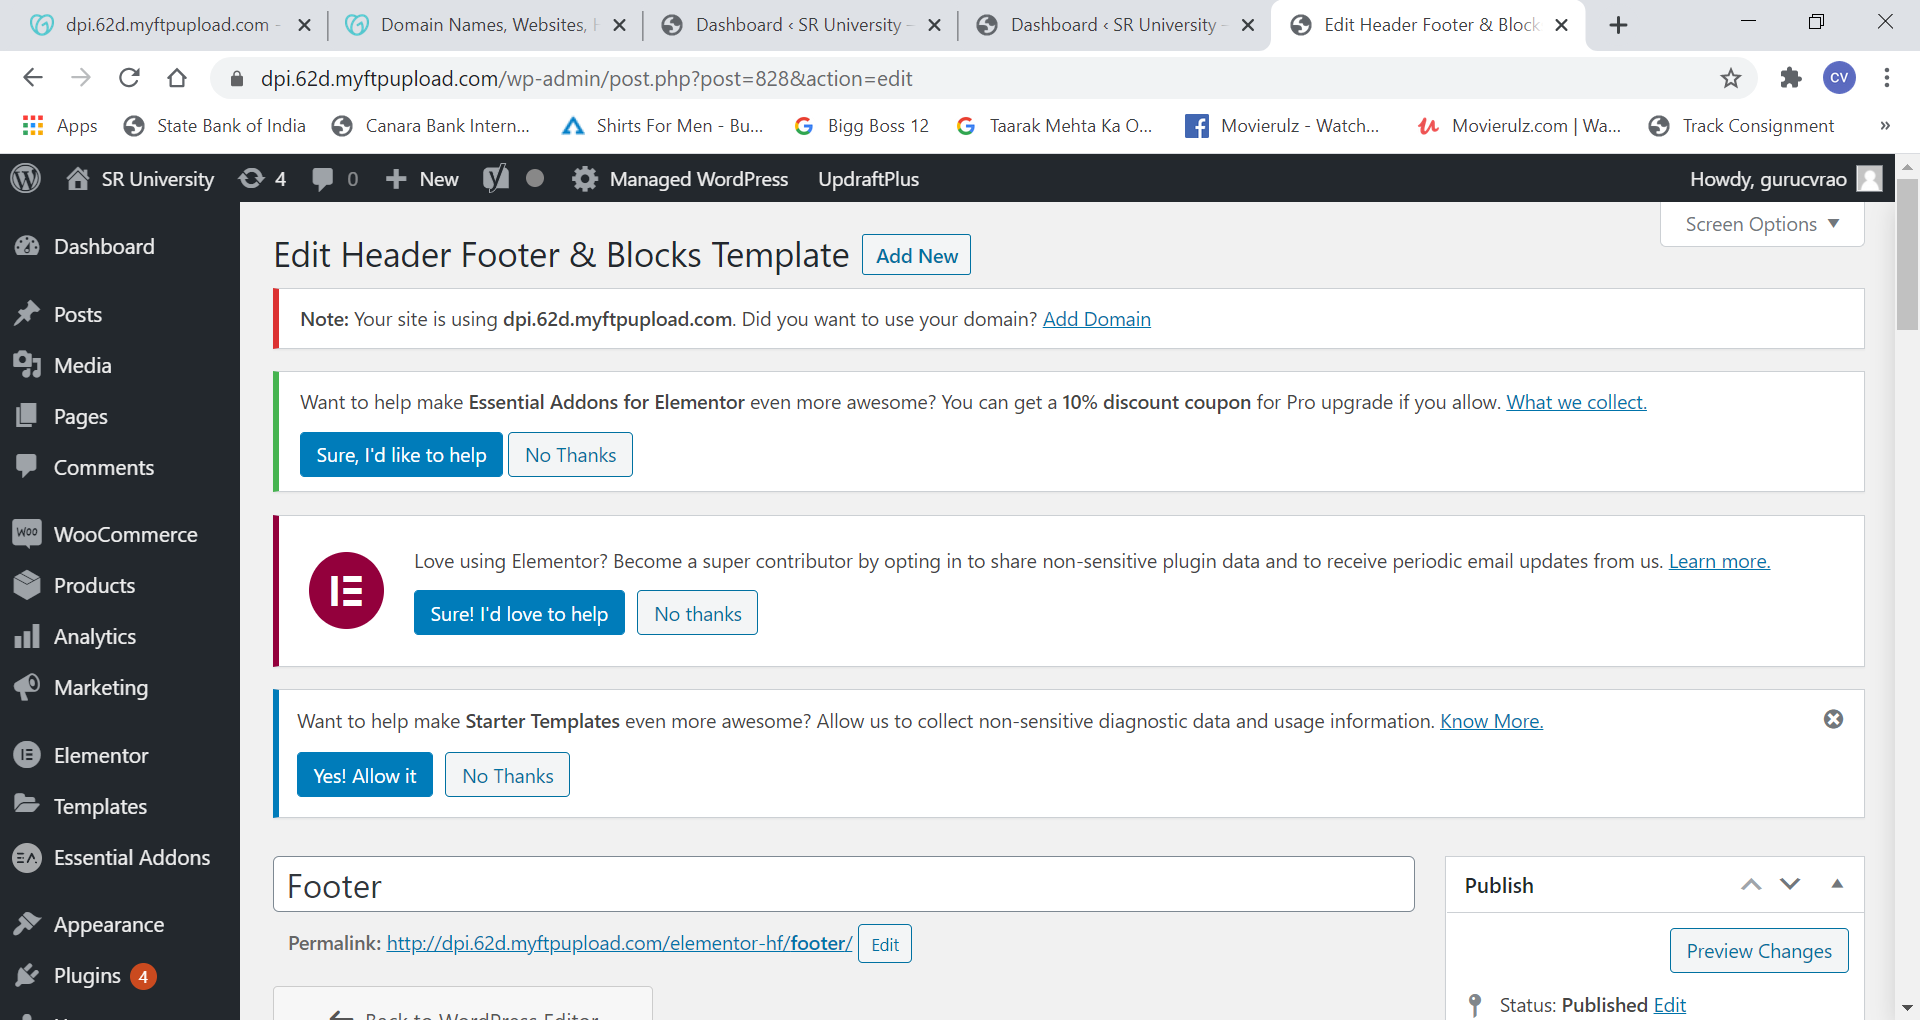 dpi.62d.myftpupload.com -
Domain Names, Websites, H
Dashboard ‹ SR University –
Dashboard ‹ SR University –
Edit Header Footer & Block
dpi.62d.myftpupload.com/wp-admin/post.php?post=828&action=edit
CV
Apps
State Bank of India
Canara Bank Intern...
Shirts For Men - Bu...
Bigg Boss 12
Taarak Mehta Ka O...
Movierulz - Watch...
Movierulz.com | Wa...
Track Consignment
»
SR University
4
0
New
Managed WordPress
UpdraftPlus
Howdy, gurucvrao
Screen Options
Dashboard
Posts
Media
Pages
Comments
WooCommerce
Products
Analytics
Marketing
Elementor
Templates
Essential Addons
Appearance
Plugins 4
Edit Header Footer & Blocks Template
Add New
Note: Your site is using dpi.62d.myftpupload.com. Did you want to use your domain? Add Domain
Want to help make Essential Addons for Elementor even more awesome? You can get a 10% discount coupon for Pro upgrade if you allow. What we collect.
Sure, I'd like to help
No Thanks
Love using Elementor? Become a super contributor by opting in to share non-sensitive plugin data and to receive periodic email updates from us. Learn more.
Sure! I'd love to help
No thanks
Want to help make Starter Templates even more awesome? Allow us to collect non-sensitive diagnostic data and usage information. Know More.
Yes! Allow it
No Thanks
Footer
Permalink: http://dpi.62d.myftpupload.com/elementor-hf/footer/
Edit
Back to WordPress Editor
Publish
Preview Changes
Status: Published Edit